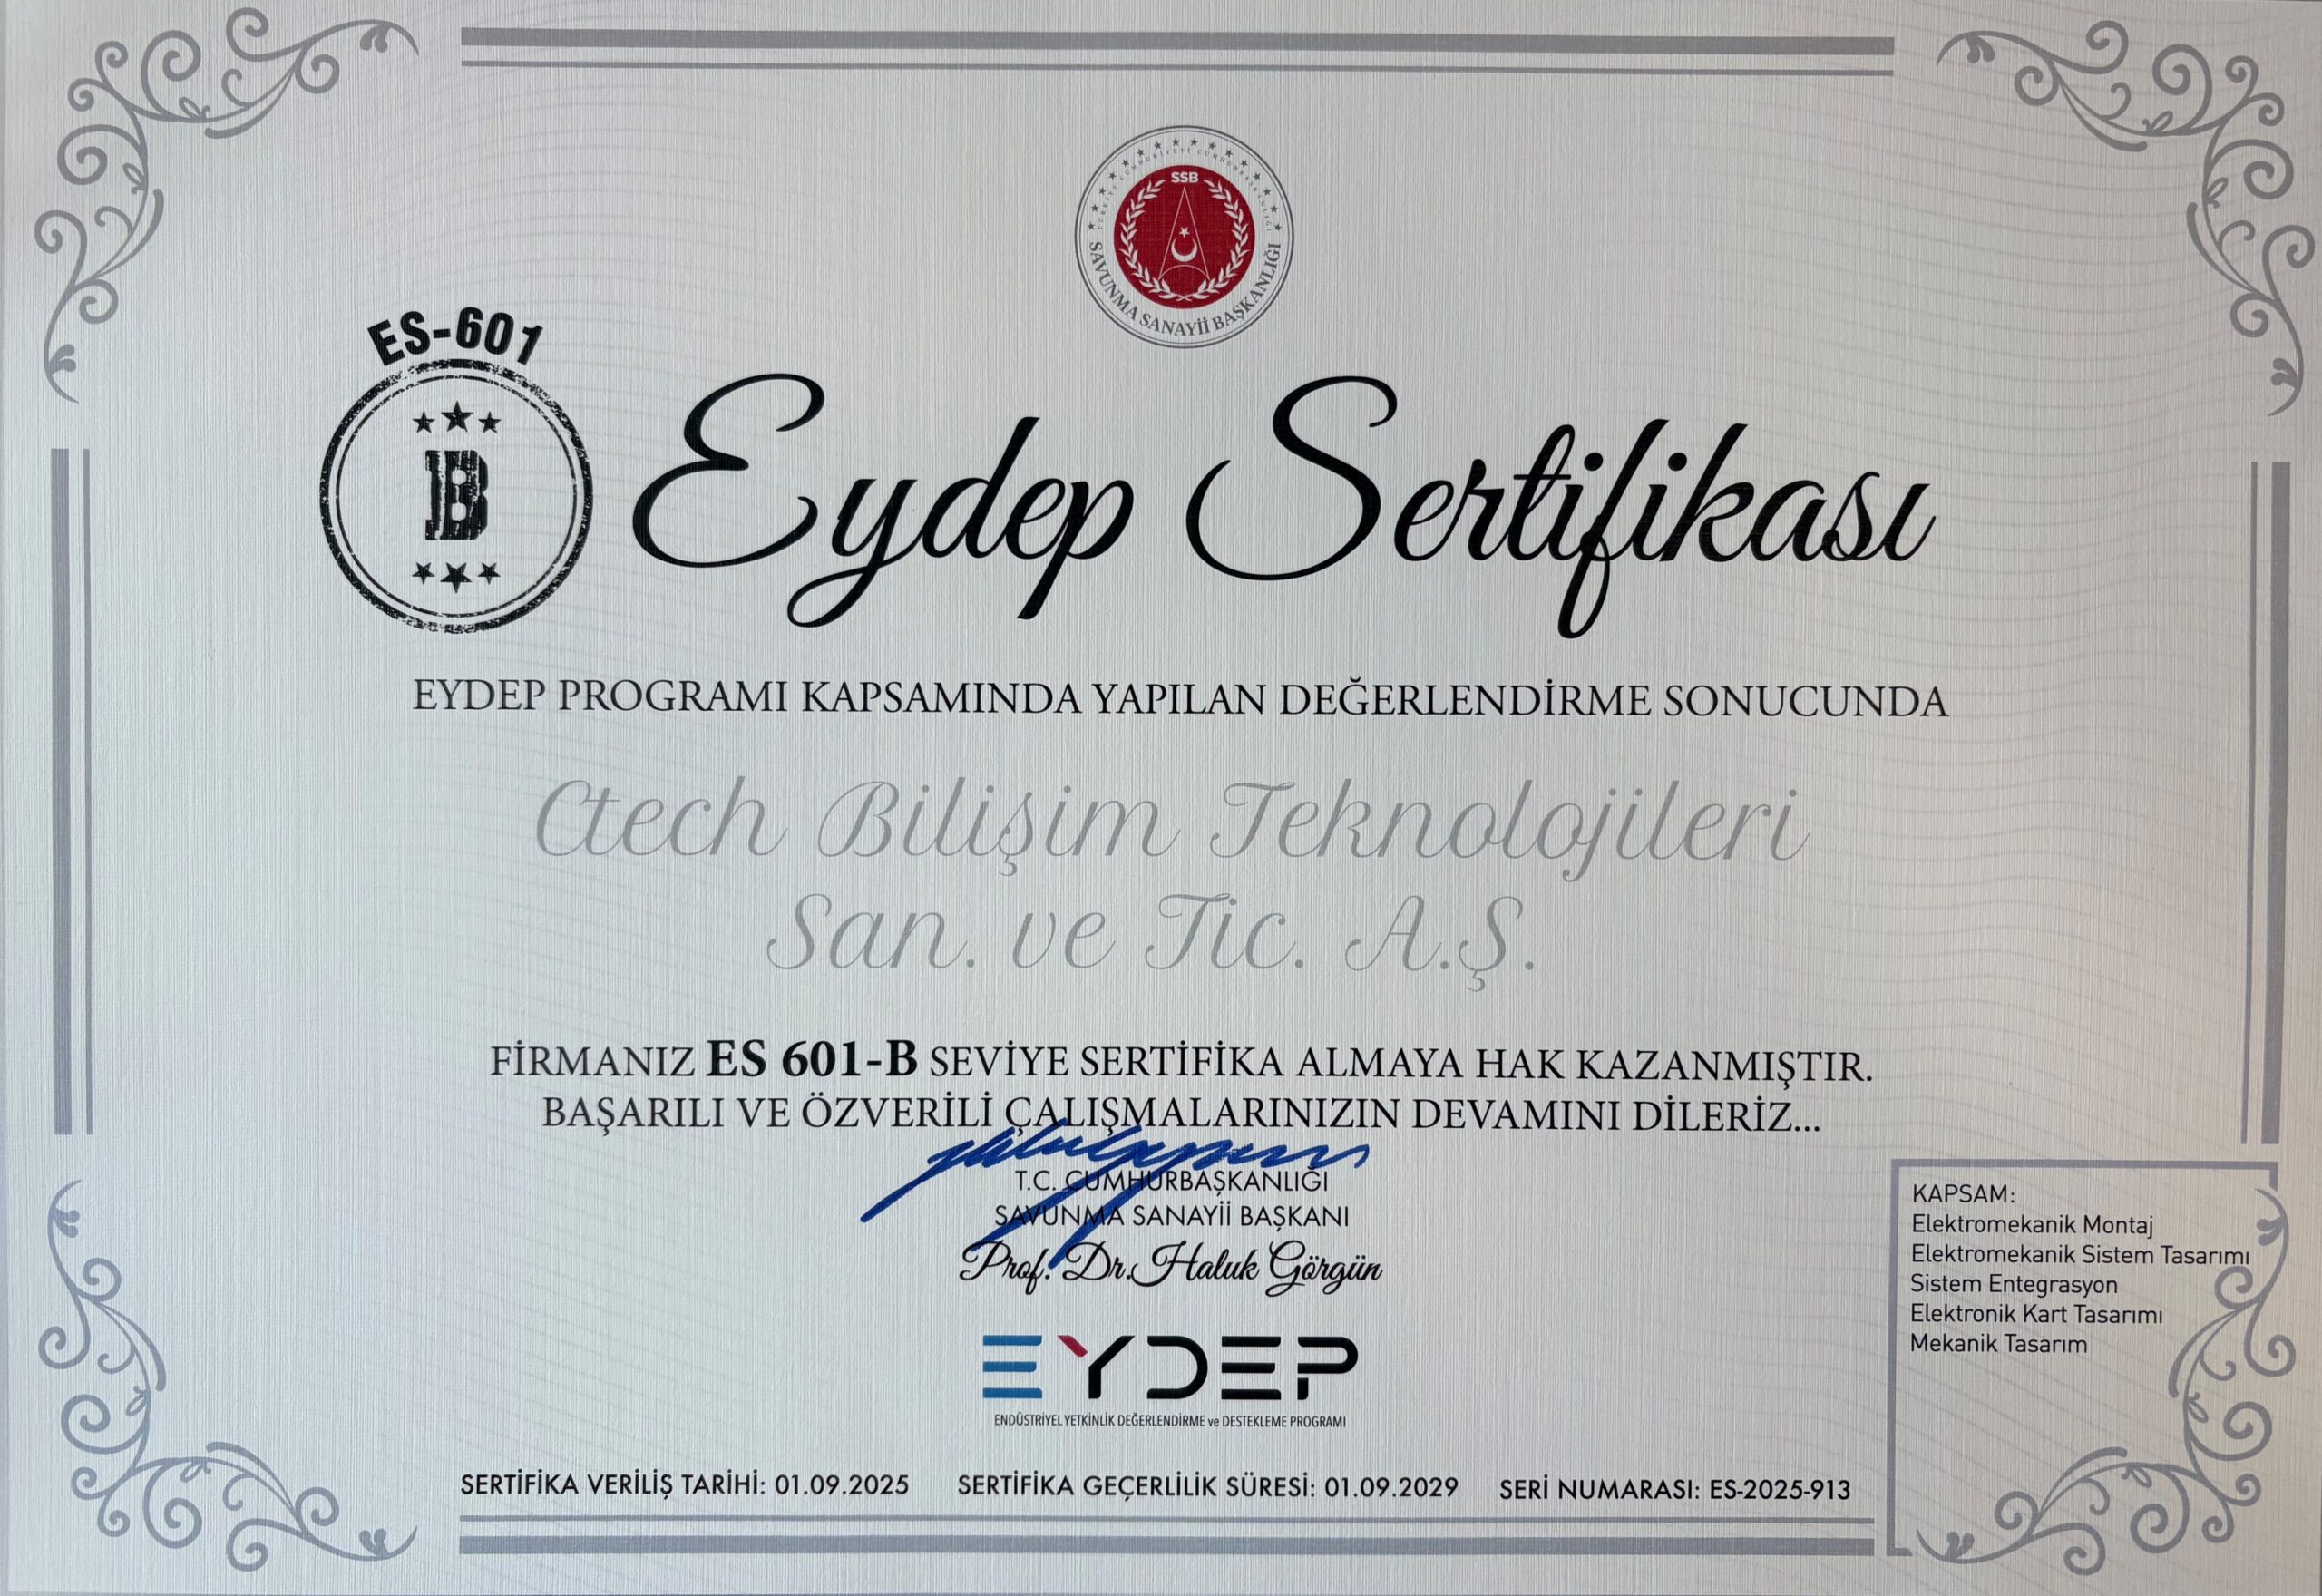 TÜRKİYE CUMHURİYETİ CUMHURBAŞKANLIĞI
SSB
SAVUNMA SANAYİİ BAŞKANLIĞI
ES-601
B
Eydep Sertifikası
EYDEP PROGRAMI KAPSAMINDA YAPILAN DEĞERLENDİRME SONUCUNDA
Ctech Bilişim Teknolojileri
San. ve Tic. A.Ş.
FİRMANIZ ES 601-B SEVİYE SERTİFİKA ALMAYA HAK KAZANMIŞTIR.
BAŞARILI VE ÖZVERİLİ ÇALIŞMALARINIZIN DEVAMINI DİLERİZ...
T.C. CUMHURBAŞKANLIĞI
SAVUNMA SANAYİİ BAŞKANI
Prof. Dr. Haluk Görgün
EYDEP
ENDÜSTRİYEL YETKİNLİK DEĞERLENDİRME ve DESTEKLEME PROGRAMI
KAPSAM:
Elektromekanik Montaj
Elektromekanik Sistem Tasarımı
Sistem Entegrasyon
Elektronik Kart Tasarımı
Mekanik Tasarım
SERTİFİKA VERİLİŞ TARİHİ: 01.09.2025 SERTİFİKA GEÇERLİLİK SÜRESİ: 01.09.2029 SERİ NUMARASI: ES-2025-913